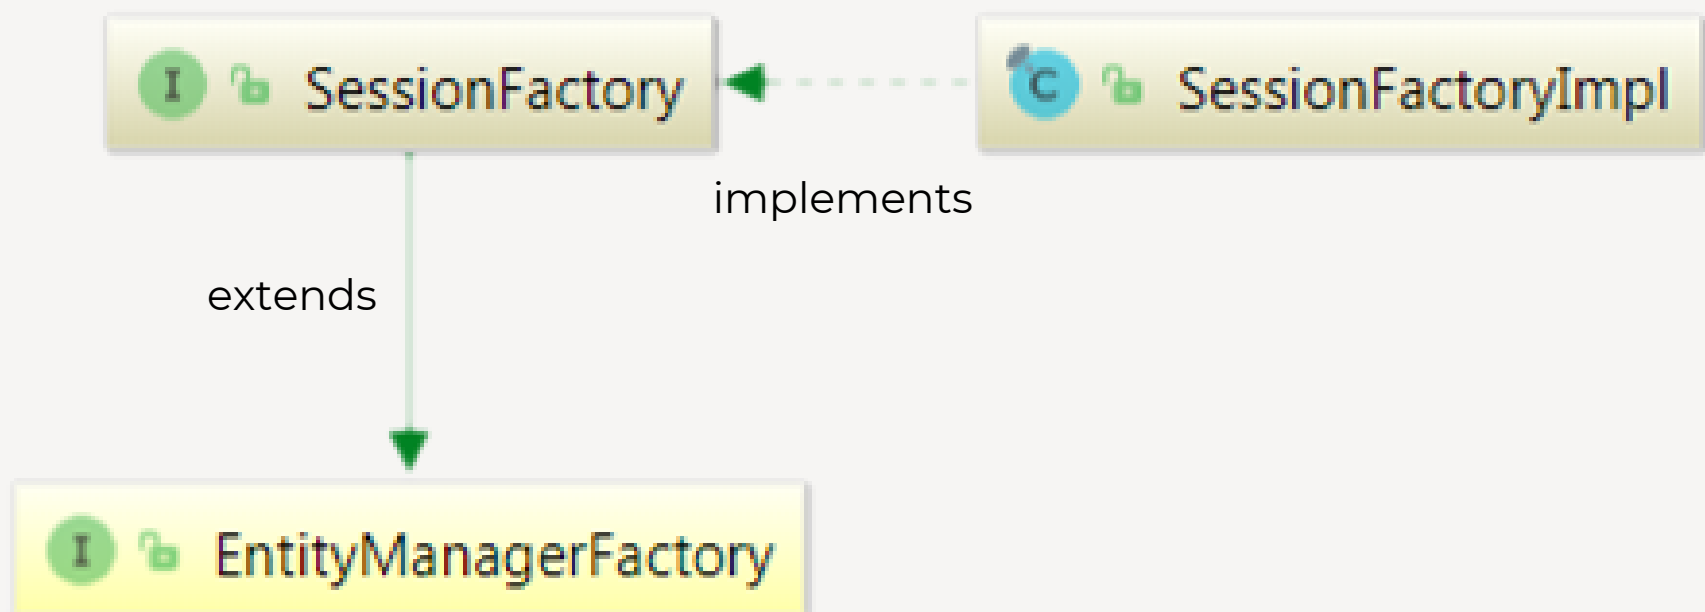 I SessionFactory
C SessionFactoryImpl
implements
extends
I EntityManagerFactory